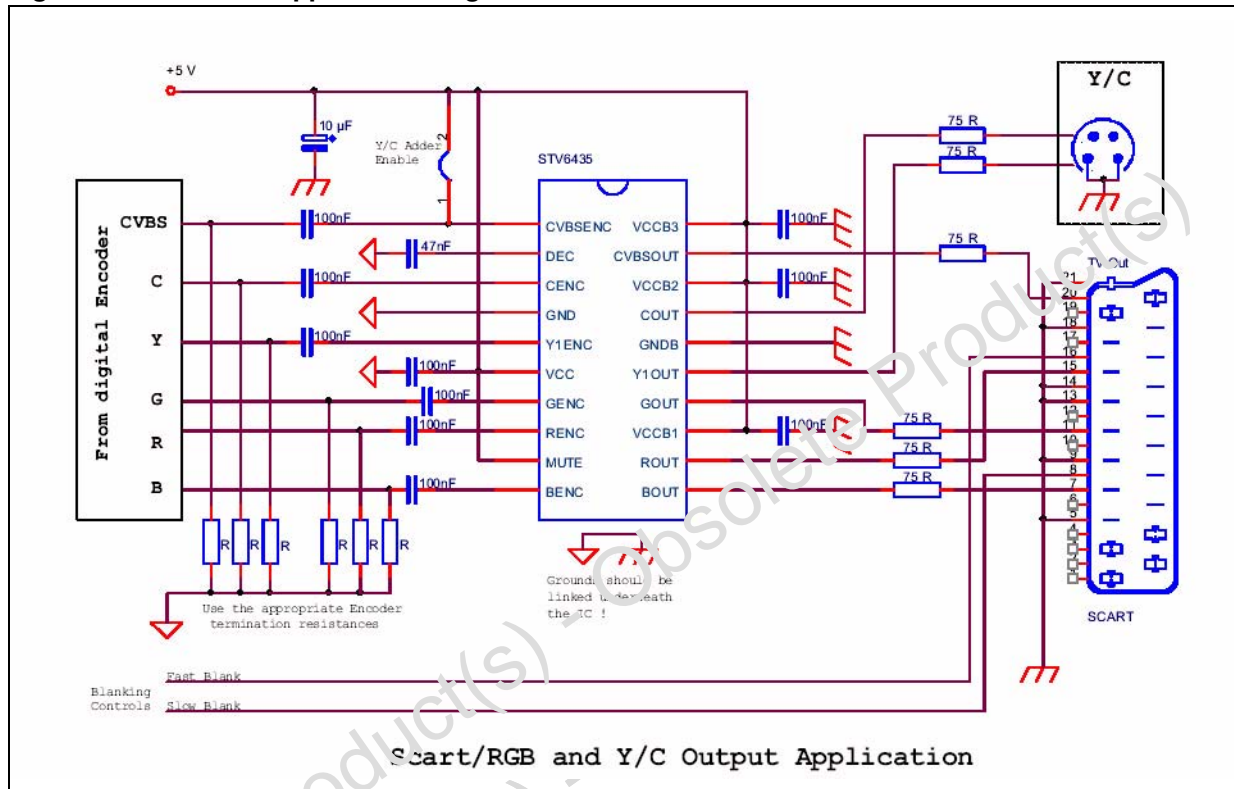 +5 V
10 µF
Y/C Adder
Enable
2
1
STV6435
Y/C
75 R
75 R
From digital Encoder
CVBS
C
Y
G
R
B
100nF
47nF
100nF
100nF
100nF
100nF
100nF
100nF
CVBSENC
DEC
CENC
GND
Y1ENC
VCC
GENC
RENC
MUTE
BENC
VCCB3
CVBSOUT
VCCB2
COUT
GNDB
Y1OUT
GOUT
VCCB1
ROUT
BOUT
100nF
100nF
100nF
75 R
75 R
75 R
75 R
TV Out
21
20
19
18
17
16
15
14
13
12
11
10
9
8
7
6
5
4
SCART
R
R
R
R
R
R
Use the appropriate Encoder
termination resistances
Grounds should be
linked underneath
the IC !
Blanking
Controls
Fast Blank
Slow Blank
Scart/RGB and Y/C Output Application
Obsolete Product(s)